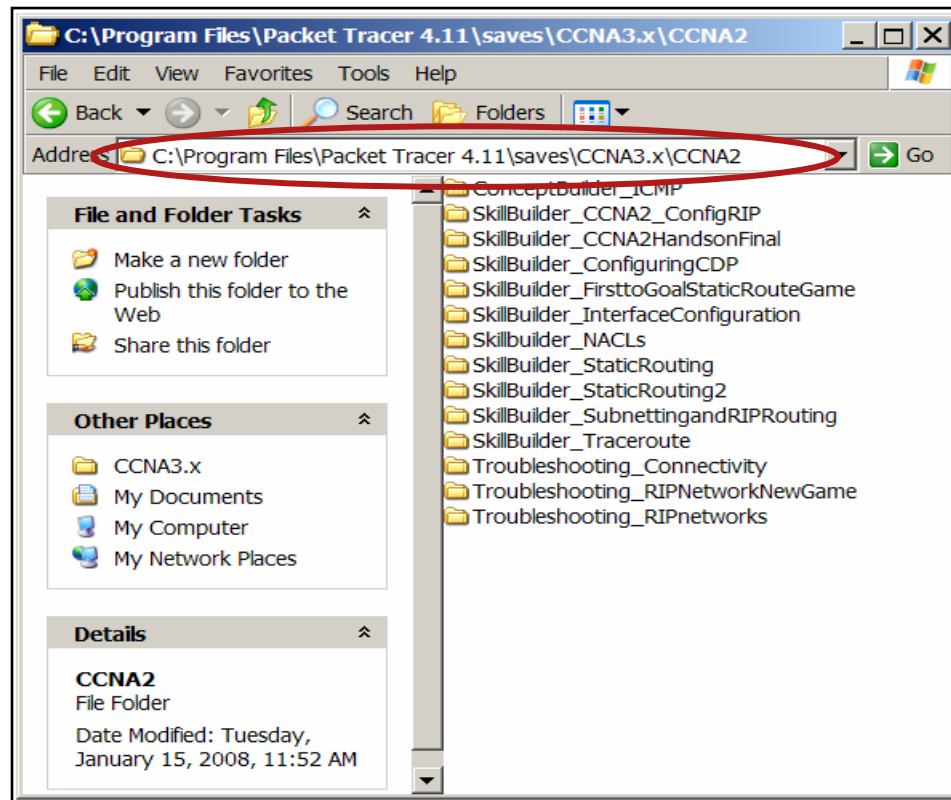 C:\Program Files\Packet Tracer 4.11\saves\CCNA3.x\CCNA2
File Edit View Favorites Tools Help
Back Search Folders
Address C:\Program Files\Packet Tracer 4.11\saves\CCNA3.x\CCNA2 Go
File and Folder Tasks
Make a new folder
Publish this folder to the
Web
Share this folder
Other Places
CCNA3.x
My Documents
My Computer
My Network Places
Details
CCNA2
File Folder
Date Modified: Tuesday,
January 15, 2008, 11:52 AM
ConceptBuilder_ICMP
SkillBuilder_CCNA2_ConfigRIP
SkillBuilder_CCNA2HandsonFinal
SkillBuilder_ConfiguringCDP
SkillBuilder_FirsttoGoalStaticRouteGame
SkillBuilder_InterfaceConfiguration
Skillbuilder_NACLs
SkillBuilder_StaticRouting
SkillBuilder_StaticRouting2
SkillBuilder_SubnettingandRIPRouting
SkillBuilder_Traceroute
Troubleshooting_Connectivity
Troubleshooting_RIPNetworkNewGame
Troubleshooting_RIPnetworks